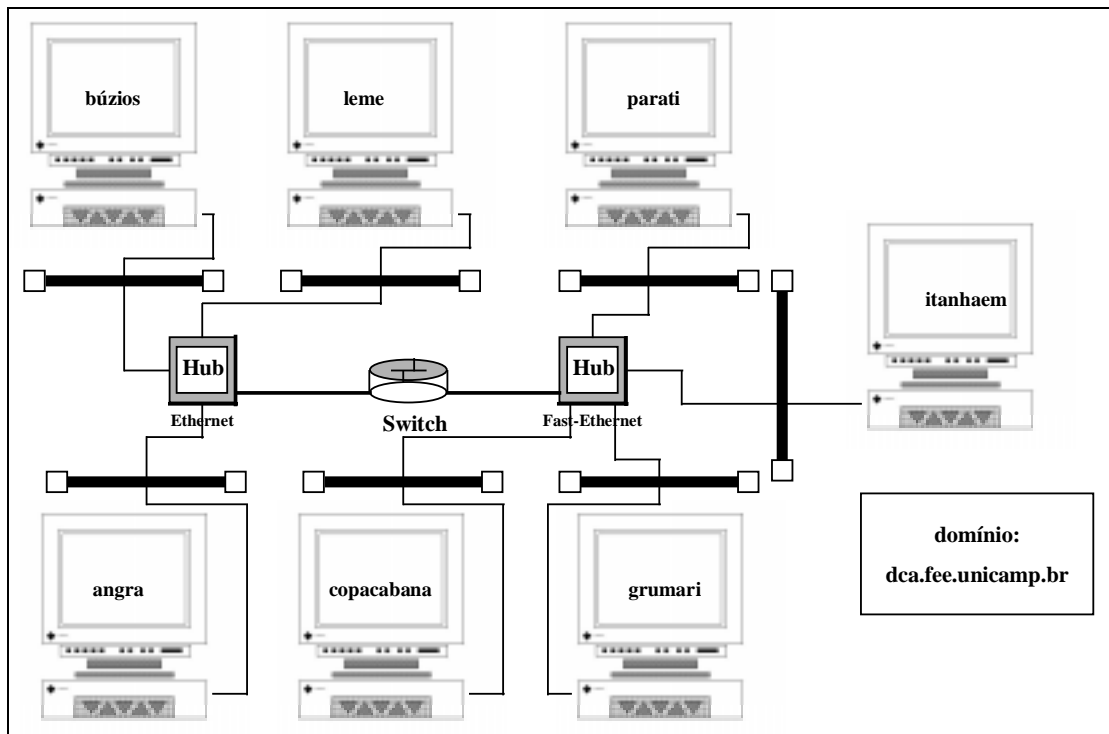 búzios
leme
parati
itanhaem
Hub
Hub
Ethernet
Switch
Fast-Ethernet
angra
copacabana
grumari
domínio:
dca.fee.unicamp.br